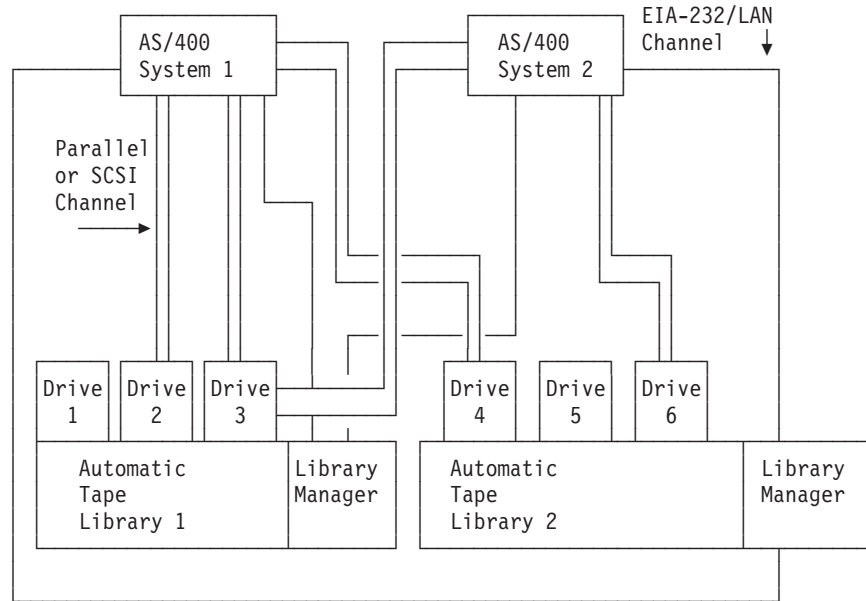 EIA-232/LAN
Channel
AS/400
System 1
AS/400
System 2
Parallel
or SCSI
Channel
Drive
1
Drive
2
Drive
3
Drive
4
Drive
5
Drive
6
Automatic
Tape
Library 1
Library
Manager
Automatic
Tape
Library 2
Library
Manager